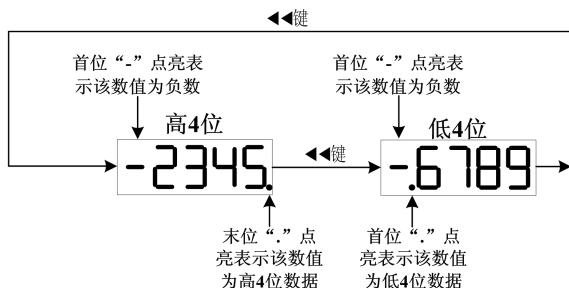 ◀◀键
首位“-”点亮表
示该数值为负数
首位“-”点亮表
示该数值为负数
高4位
低4位
-2345.
◀◀键
-.6789
末位“.”点
亮表示该数值
为高4位数据
首位“.”点
亮表示该数值
为低4位数据